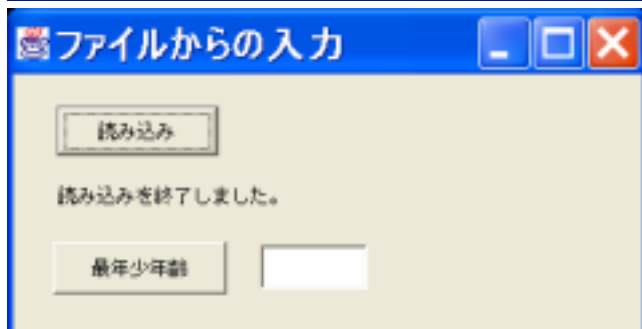 ファイルからの入力
読み込み
読み込みを終了しました。
最年少年齢